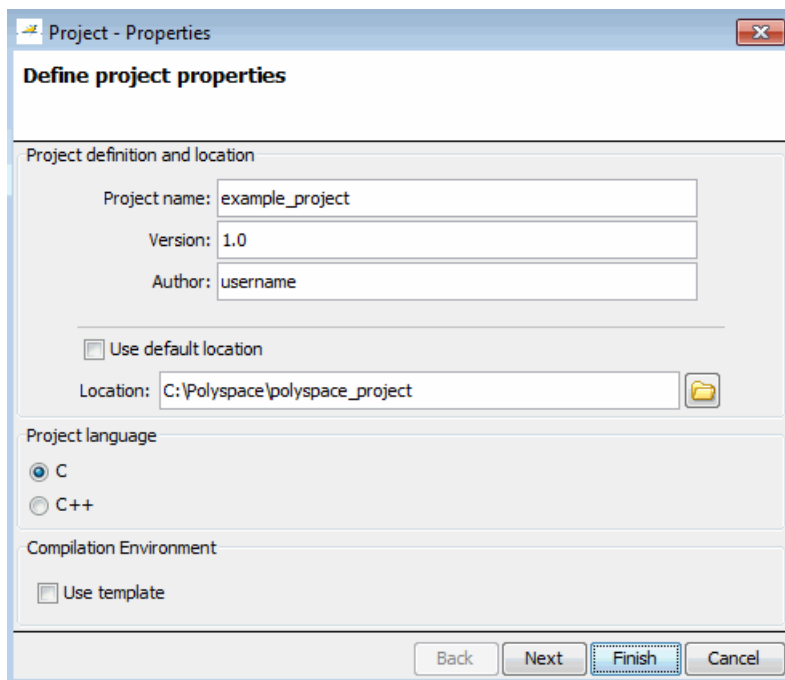 Project - Properties
Define project properties
Project definition and location
Project name: example_project
Version: 1.0
Author: username
Use default location
Location: C:\Polyspace\polyspace_project
Project language
C
C++
Compilation Environment
Use template
Back Next Finish Cancel